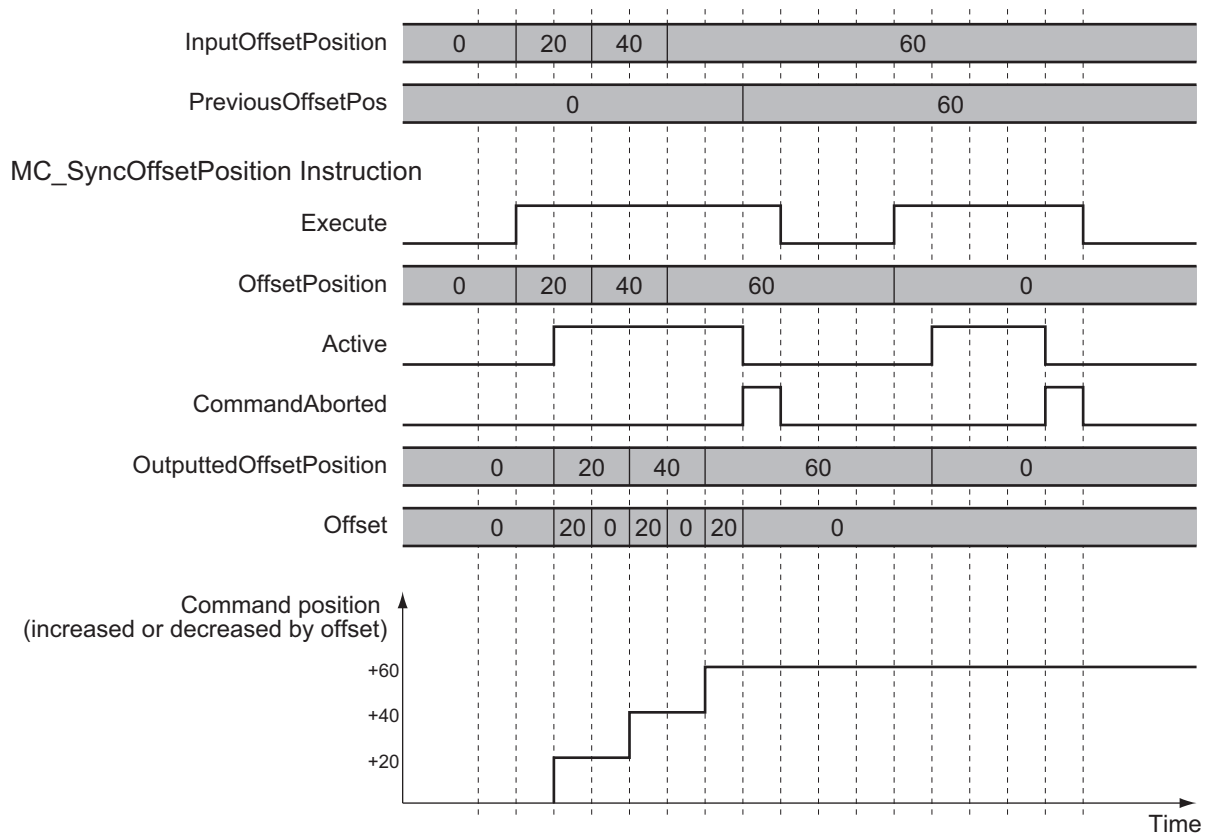 InputOffsetPosition 0 20 40 60
PreviousOffsetPos 0 60
MC_SyncOffsetPosition Instruction
Execute
OffsetPosition 0 20 40 60 0
Active
CommandAborted
OutputtedOffsetPosition 0 20 40 60 0
Offset 0 20 0 20 0 20 0
Command position
(increased or decreased by offset)
+60
+40
+20
Time